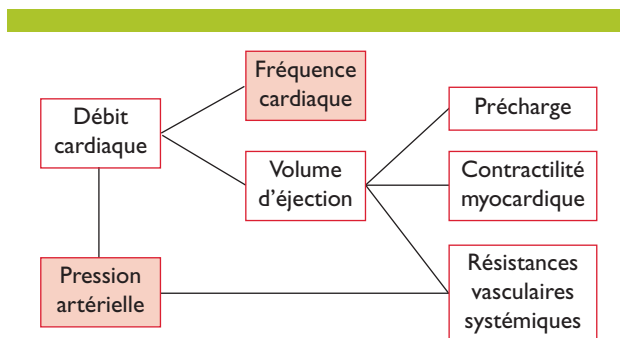 Fréquence
cardiaque
Débit
cardiaque
Précharge
Volume
d'éjection
Contractilité
myocardique
Pression
artérielle
Résistances
vasculaires
systémiques